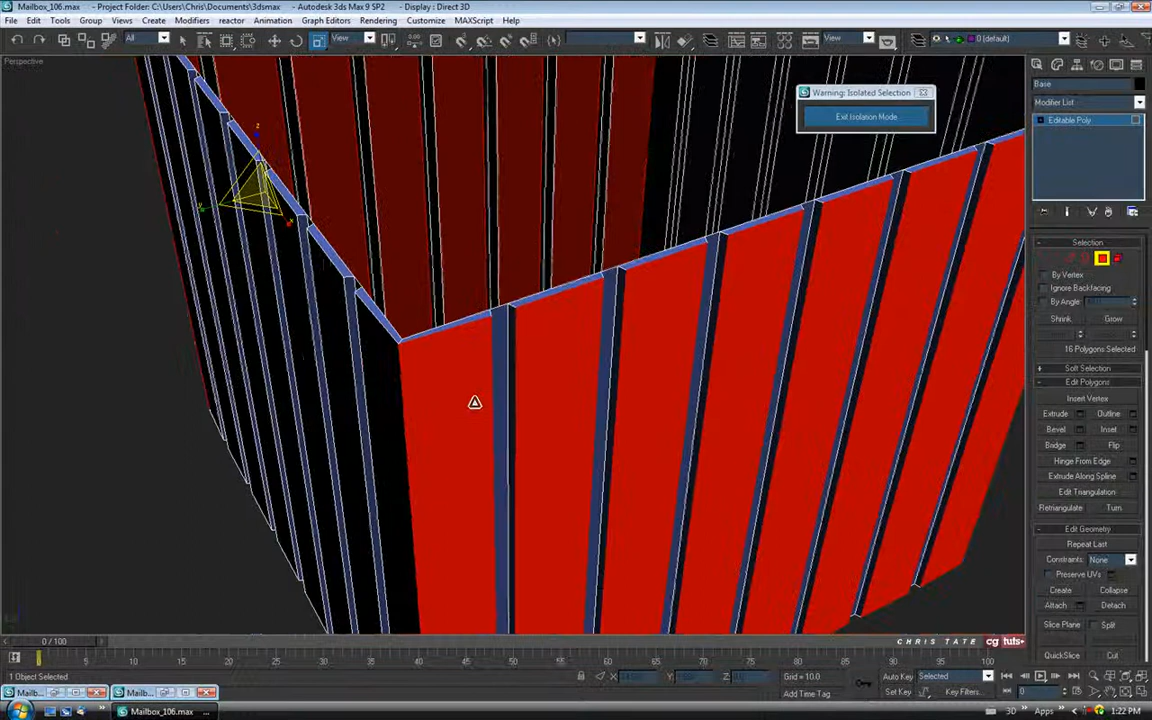 Mailbox_106.max - Project Folder: C:\Users\Chris\Documents\3dsmax - Autodesk 3ds Max 9 SP2 - Display : Direct 3D
File Edit Tools Group Views Create Modifiers reactor Animation Graph Editors Rendering Customize MAXScript Help
All View View 0 (default)
Perspective
Warning: Isolated Selection
Exit Isolation Mode
Base
Modifier List
Editable Poly
Selection
By Vertex
Ignore Backfacing
By Angle:
Shrink Grow
16 Polygons Selected
Soft Selection
Edit Polygons
Insert Vertex
Extrude Outline
Bevel Inset
Bridge Flip
Hinge From Edge
Extrude Along Spline
Edit Triangulation
Retriangulate Turn
Edit Geometry
Repeat Last
Constraints: None
Preserve UVs
Create Collapse
Attach Detach
Slice Plane Split
QuickSlice Cut
z
y
x
CHRIS TATE cg tuts+
0 / 100
0 5 10 15 20 25 30 35 40 45 50 55 60 65 70 75 80 85 90 95 100
1 Object Selected X: Y: Z: Grid = 10.0 Auto Key Selected
Add Time Tag Set Key Key Filters... 0
Mailb... Mailb...
Mailbox_106.max ... 3D Apps 1:22 PM